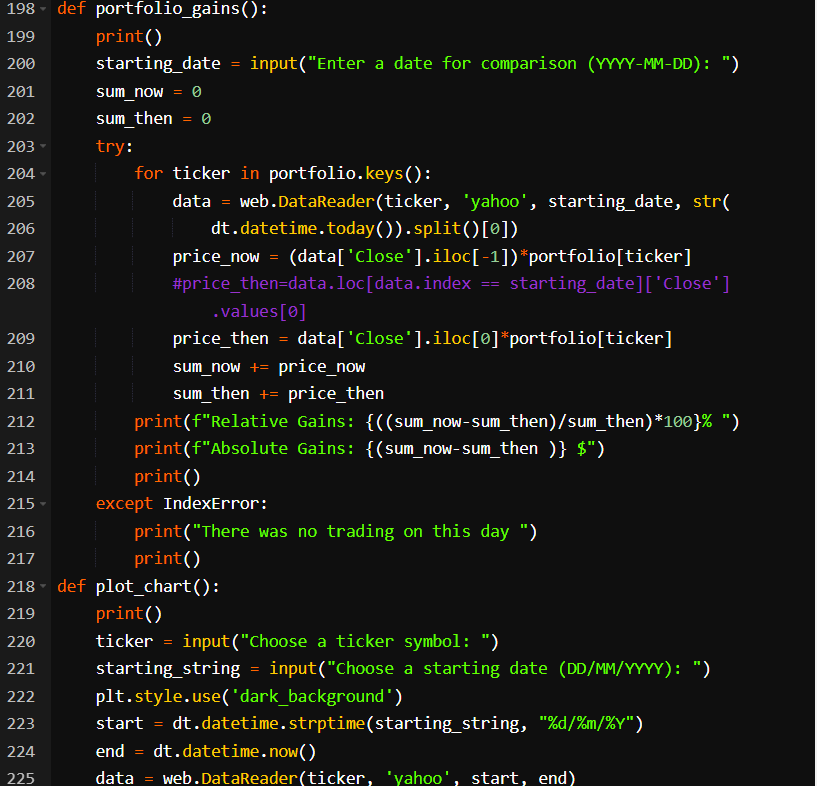 198 def portfolio_gains():
199     print()
200     starting_date = input("Enter a date for comparison (YYYY-MM-DD): ")
201     sum_now = 0
202     sum_then = 0
203     try:
204         for ticker in portfolio.keys():
205             data = web.DataReader(ticker, 'yahoo', starting_date, str(
206                 dt.datetime.today()).split()[0])
207             price_now = (data['Close'].iloc[-1])*portfolio[ticker]
208             #price_then=data.loc[data.index == starting_date]['Close']
                .values[0]
209             price_then = data['Close'].iloc[0]*portfolio[ticker]
210             sum_now += price_now
211             sum_then += price_then
212         print(f"Relative Gains: {((sum_now-sum_then)/sum_then)*100}% ")
213         print(f"Absolute Gains: {(sum_now-sum_then )} $")
214         print()
215     except IndexError:
216         print("There was no trading on this day ")
217         print()
218 def plot_chart():
219     print()
220     ticker = input("Choose a ticker symbol: ")
221     starting_string = input("Choose a starting date (DD/MM/YYYY): ")
222     plt.style.use('dark_background')
223     start = dt.datetime.strptime(starting_string, "%d/%m/%Y")
224     end = dt.datetime.now()
225     data = web.DataReader(ticker, 'yahoo', start, end)